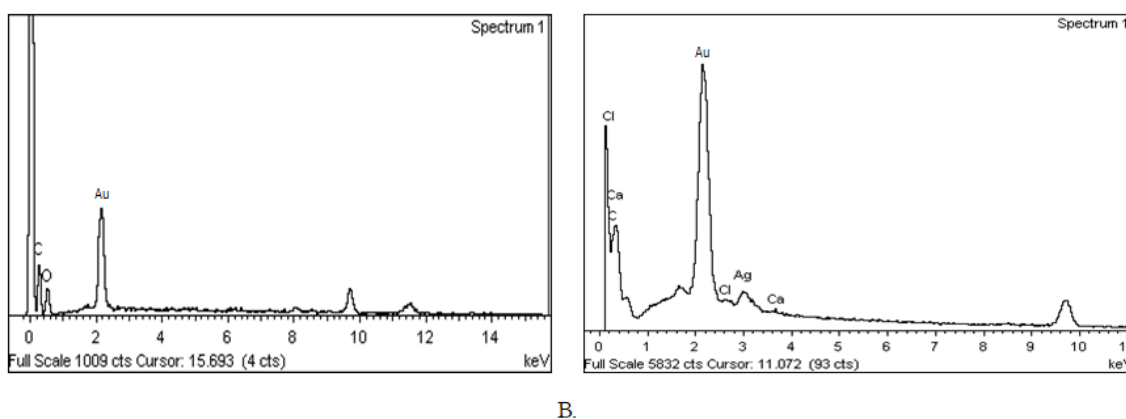 Spectrum 1
Au
C
O
0 2 4 6 8 10 12 14
Full Scale 1009 cts Cursor: 15.693 (4 cts) keV
Spectrum 1
Au
Cl
Ca
C
Cl
Ag
Ca
0 1 2 3 4 5 6 7 8 9 10 11
Full Scale 5832 cts Cursor: 11.072 (93 cts) keV
B.